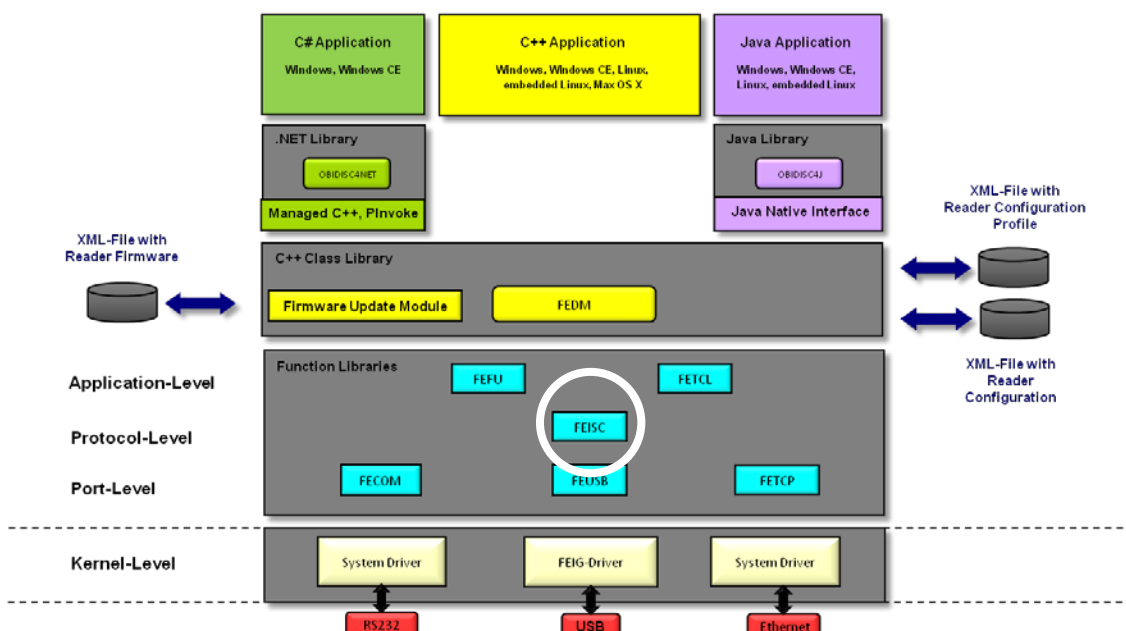 C# Application
Windows, Windows CE
C++ Application
Windows, Windows CE, Linux,
embedded Linux, Max OS X
Java Application
Windows, Windows CE,
Linux, embedded Linux
.NET Library
OBIDISC4NET
Managed C++, PInvoke
Java Library
OBIDISC4J
Java Native Interface
XML-File with
Reader Firmware
C++ Class Library
Firmware Update Module
FEDM
XML-File with
Reader Configuration
Profile
XML-File with
Reader
Configuration
Function Libraries
Application-Level
FEFU
FETCL
Protocol-Level
FEISC
Port-Level
FECOM
FEUSB
FETCP
Kernel-Level
System Driver
FEIG-Driver
System Driver
RS232
USB
Ethernet